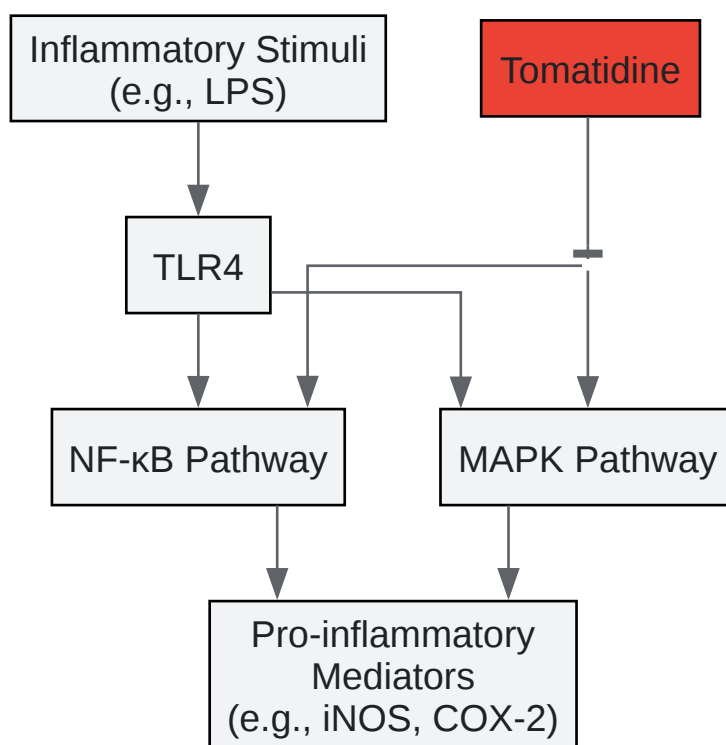 Inflammatory Stimuli
(e.g., LPS)
Tomatidine
TLR4
NF-κB Pathway
MAPK Pathway
Pro-inflammatory
Mediators
(e.g., iNOS, COX-2)